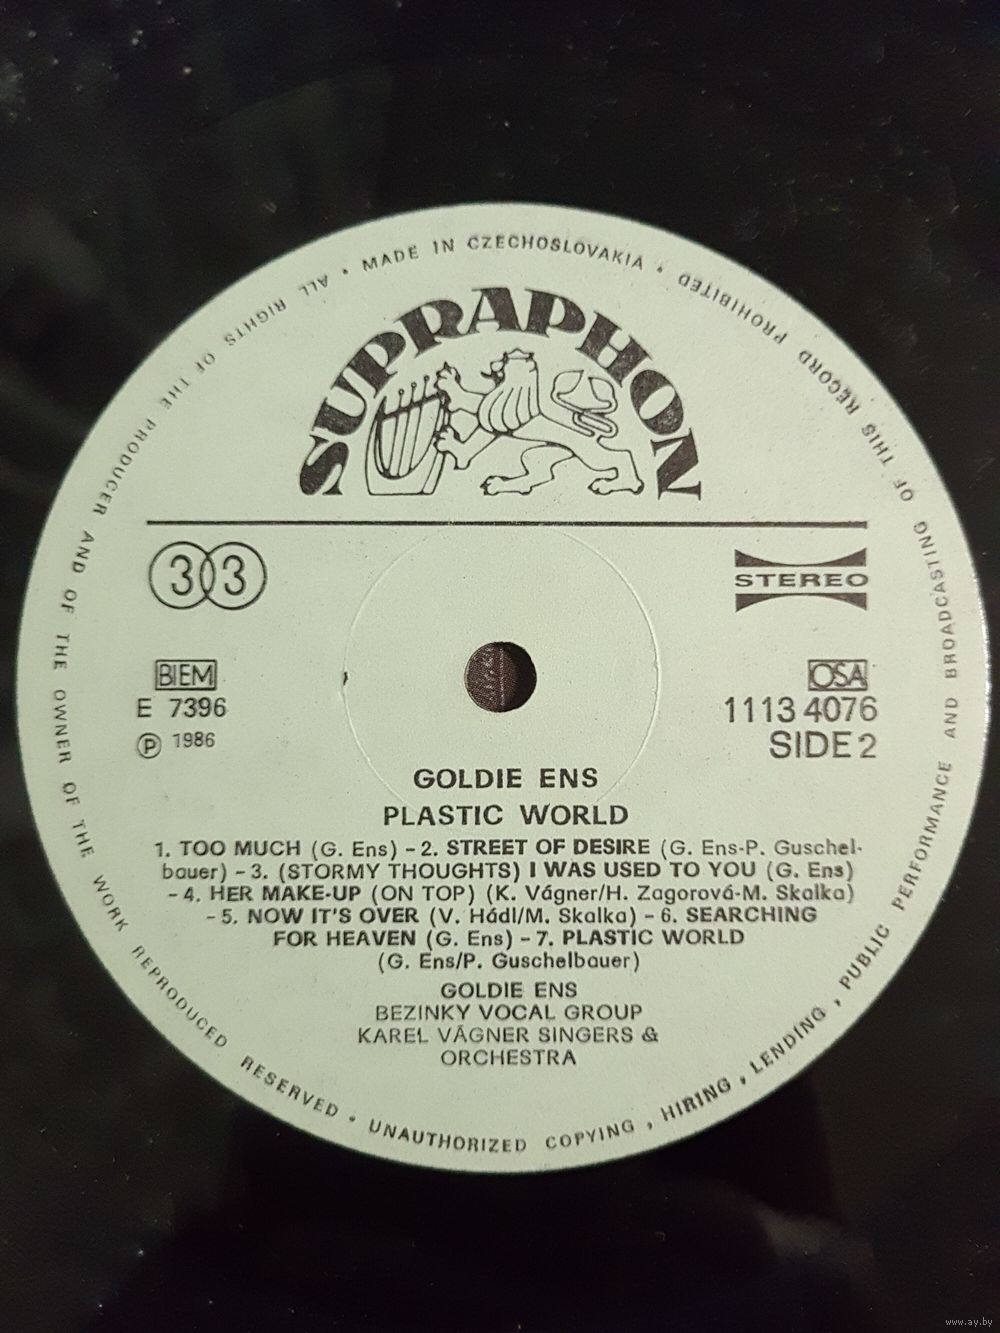 MADE IN CZECHOSLOVAKIA • ALL RIGHTS OF THE PRODUCER AND OF THE OWNER OF THE WORK REPRODUCED RESERVED • UNAUTHORIZED COPYING, HIRING, LENDING, PUBLIC PERFORMANCE AND BROADCASTING OF THIS RECORD PROHIBITED •
SUPRAPHON
33
STEREO
BIEM
E 7396
Ⓟ 1986
OSA
1113 4076
SIDE 2
GOLDIE ENS
PLASTIC WORLD
1. TOO MUCH (G. Ens) – 2. STREET OF DESIRE (G. Ens-P. Guschel-
bauer) – 3. (STORMY THOUGHTS) I WAS USED TO YOU (G. Ens)
– 4. HER MAKE-UP (ON TOP) (K. Vágner/H. Zagorová-M. Skalka)
– 5. NOW IT'S OVER (V. Hádl/M. Skalka) – 6. SEARCHING
FOR HEAVEN (G. Ens) – 7. PLASTIC WORLD
(G. Ens/P. Guschelbauer)
GOLDIE ENS
BEZINKY VOCAL GROUP
KAREL VÁGNER SINGERS &
ORCHESTRA
www.ay.by